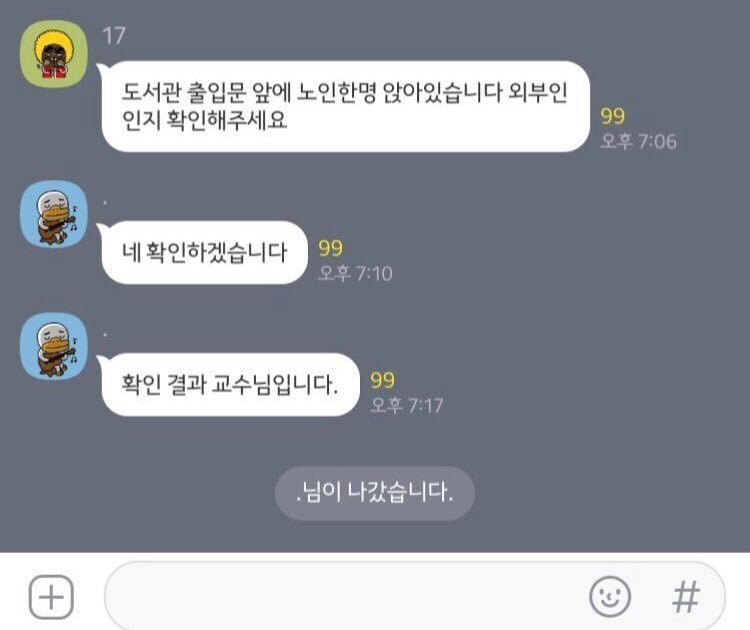 17
도서관 출입문 앞에 노인한명 앉아있습니다 외부인
인지 확인해주세요
99
오후 7:06
.
네 확인하겠습니다
99
오후 7:10
.
확인 결과 교수님입니다.
99
오후 7:17
.님이 나갔습니다.
#